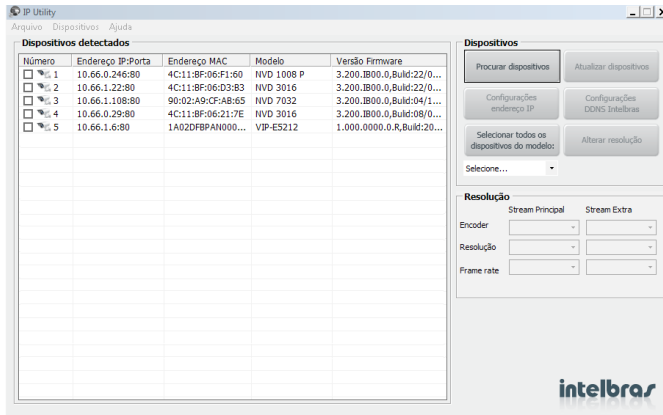 IP Utility
Arquivo Dispositivos Ajuda
Dispositivos detectados
Número Endereço IP:Porta Endereço MAC Modelo Versão Firmware
1 10.66.0.246:80 4C:11:BF:06:F1:60 NVD 1008 P 3.200.IB00.0,Bulid:22/0...
2 10.66.1.22:80 4C:11:BF:06:D3:B3 NVD 3016 3.200.IB00.0,Bulid:22/0...
3 10.66.1.108:80 90:02:A9:CF:AB:65 NVD 7032 3.200.IB00.0,Bulid:04/1...
4 10.66.0.29:80 4C:11:BF:06:21:7E NVD 3016 3.200.IB00.0,Bulid:08/0...
5 10.66.1.6:80 1A02DFBPAN000... VIP-E5212 1.000.0000.0.R,Bulid:20...
Dispositivos
Procurar dispositivos Atualizar dispositivos
Configurações endereço IP
Configurações DDNS Intelbras
Selecionar todos os dispositivos do modelo:
Alterar resolução
Selecione...
Resolução
Stream Principal Stream Extra
Encoder
Resolução
Frame rate
intelbras